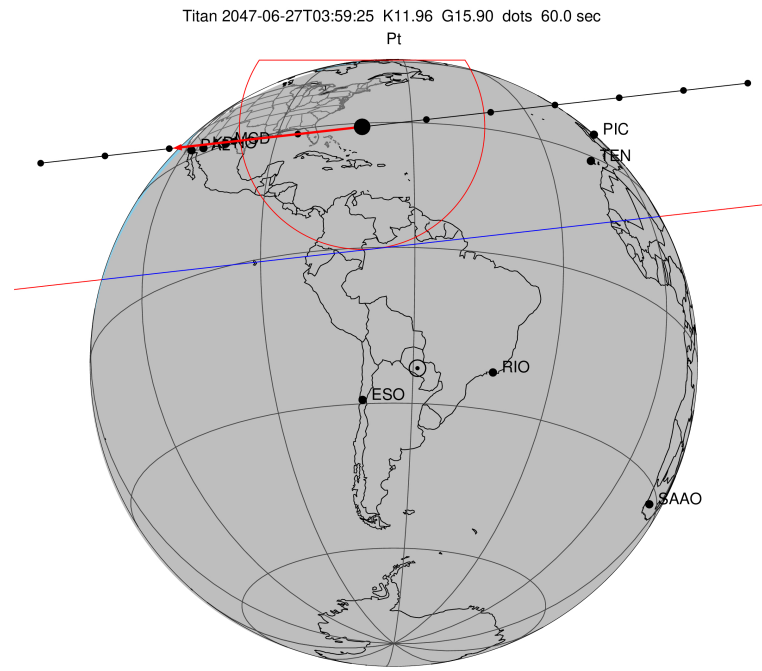 Titan 2047-06-27T03:59:25 K11.96 G15.90 dots 60.0 sec
Pt
PIC
TEN
MCD
RIO
ESO
SAAO